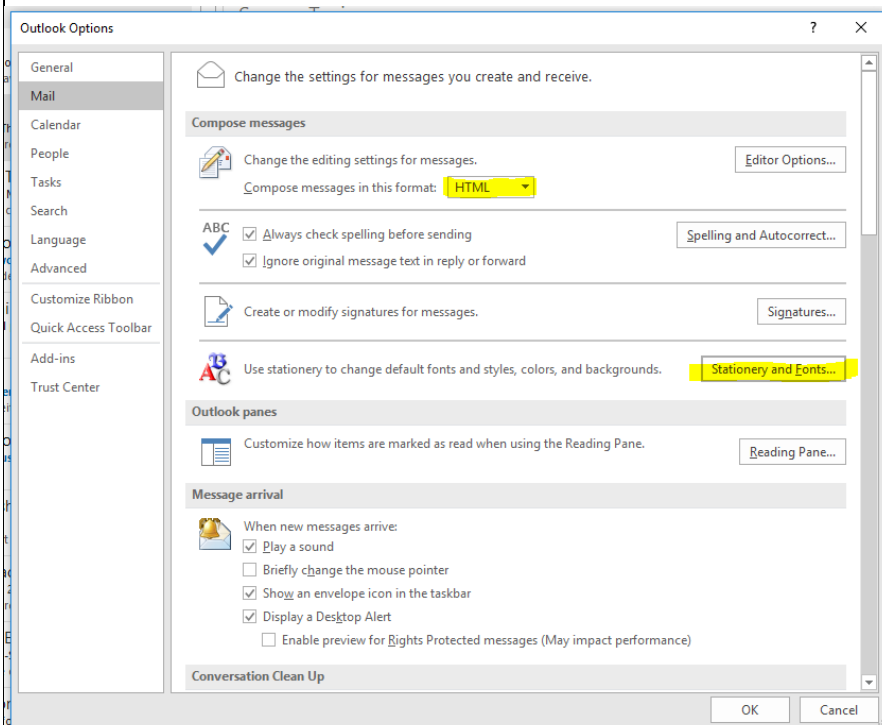 Outlook Options
?
General
Mail
Calendar
People
Tasks
Search
Language
Advanced
Customize Ribbon
Quick Access Toolbar
Add-ins
Trust Center
Change the settings for messages you create and receive.
Compose messages
Change the editing settings for messages.
Editor Options...
Compose messages in this format: HTML
ABC
Always check spelling before sending
Spelling and Autocorrect...
Ignore original message text in reply or forward
Create or modify signatures for messages.
Signatures...
Use stationery to change default fonts and styles, colors, and backgrounds.
Stationery and Fonts...
Outlook panes
Customize how items are marked as read when using the Reading Pane.
Reading Pane...
Message arrival
When new messages arrive:
Play a sound
Briefly change the mouse pointer
Show an envelope icon in the taskbar
Display a Desktop Alert
Enable preview for Rights Protected messages (May impact performance)
Conversation Clean Up
OK
Cancel